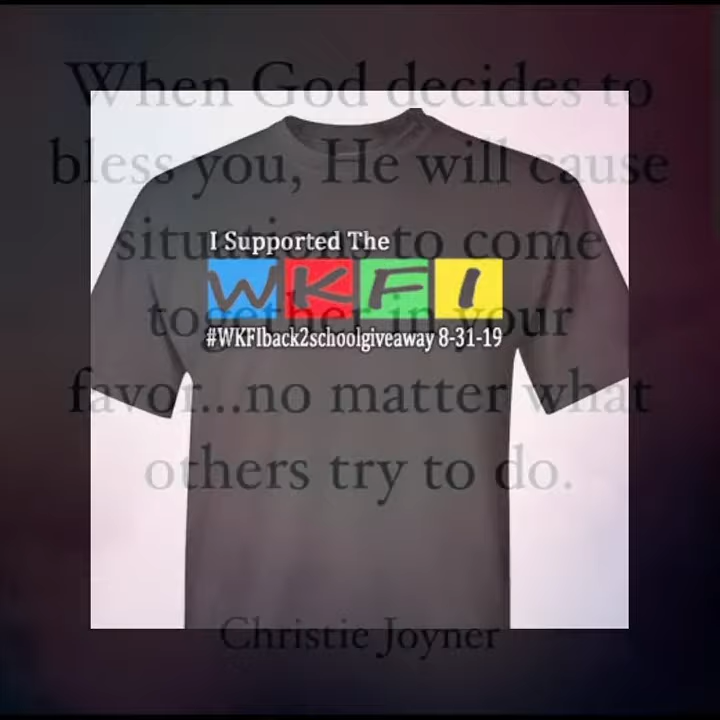 When God decides to
bless you, He will cause
situations to come
together in your
favor...no matter what
others try to do.
Christie Joyner
I Supported The
WKFI
#WKFIback2schoolgiveaway 8-31-19